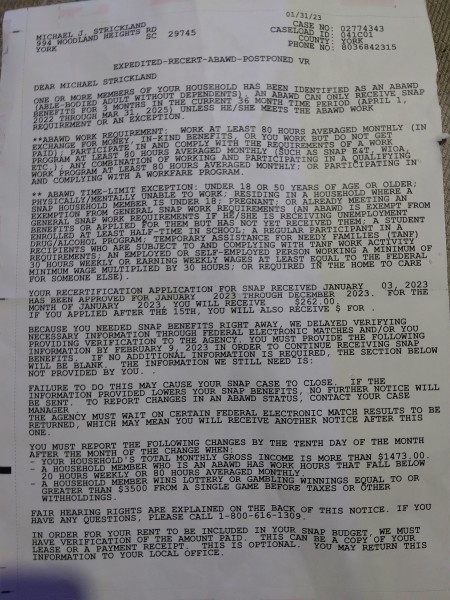 01/31/23
MICHAEL J. STRICKLAND
994 WOODLAND HEIGHTS RD
YORK SC 29745
CASE NO: 02774343
CASELOAD ID: 041C01
COUNTY: YORK
PHONE NO: 8036842315
EXPEDITED-RECERT-ABAWD-POSTPONED VR
DEAR MICHAEL STRICKLAND
ONE OR MORE MEMBERS OF YOUR HOUSEHOLD HAS BEEN IDENTIFIED AS AN ABAWD
(ABLE-BODIED ADULT WITHOUT DEPENDENTS). AN ABAWD CAN ONLY RECEIVE SNAP
BENEFITS FOR 3 MONTHS IN THE CURRENT 36 MONTH TIME PERIOD (APRIL 1,
2022 THROUGH MAR 31, 2025) UNLESS HE/SHE MEETS THE ABAWD WORK
REQUIREMENT OR AN EXCEPTION.
**ABAWD WORK REQUIREMENT: WORK AT LEAST 80 HOURS AVERAGED MONTHLY (IN
EXCHANGE FOR MONEY, IN-KIND BENEFITS, OR YOU WORK BUT DO NOT GET
PAID); PARTICIPATE IN AND COMPLY WITH THE REQUIREMENTS OF A WORK
PROGRAM AT LEAST 80 HOURS AVERAGED MONTHLY (SUCH AS SNAP E&T, WIOA,
ETC.); ANY COMBINATION OF WORKING AND PARTICIPATING IN A QUALIFYING
WORK PROGRAM AT LEAST 80 HOURS AVERAGED MONTHLY; OR PARTICIPATING IN
AND COMPLYING WITH A WORKFARE PROGRAM.
** ABAWD TIME-LIMIT EXCEPTION: UNDER 18 OR 50 YEARS OF AGE OR OLDER;
PHYSICALLY/MENTALLY UNABLE TO WORK; RESIDING IN A HOUSEHOLD WHERE A
SNAP HOUSEHOLD MEMBER IS UNDER 18; PREGNANT; OR ALREADY MEETING AN
EXEMPTION FROM GENERAL SNAP WORK REQUIREMENTS (AN ABAWD IS EXEMPT FROM
GENERAL SNAP WORK REQUIREMENTS IF HE/SHE IS RECEIVING UNEMPLOYMENT
BENEFITS OR APPLIED FOR THEM BUT HAS NOT YET RECEIVED THEM; A STUDENT
ENROLLED AT LEAST HALF-TIME IN SCHOOL; A REGULAR PARTICIPANT IN A
DRUG/ALCOHOL PROGRAM; TEMPORARY ASSISTANCE FOR NEEDY FAMILIES (TANF)
RECIPIENTS WHO ARE SUBJECT TO AND COMPLYING WITH TANF WORK ACTIVITY
REQUIREMENTS; AN EMPLOYED OR SELF-EMPLOYED PERSON WORKING A MINIMUM OF
30 HOURS WEEKLY OR EARNING WEEKLY WAGES AT LEAST EQUAL TO THE FEDERAL
MINIMUM WAGE MULTIPLIED BY 30 HOURS; OR REQUIRED IN THE HOME TO CARE
FOR SOMEONE ELSE).
YOUR RECERTIFICATION APPLICATION FOR SNAP RECEIVED JANUARY 03, 2023
HAS BEEN APPROVED FOR JANUARY 2023 THROUGH DECEMBER 2023. FOR THE
MONTH OF JANUARY 2023, YOU WILL RECEIVE $262.00.
IF YOU APPLIED AFTER THE 15TH, YOU WILL ALSO RECEIVE $ FOR .
BECAUSE YOU NEEDED SNAP BENEFITS RIGHT AWAY, WE DELAYED VERIFYING
NECESSARY INFORMATION THROUGH FEDERAL ELECTRONIC MATCHES AND/OR YOU
PROVIDING VERIFICATION TO THE AGENCY. YOU MUST PROVIDE THE FOLLOWING
INFORMATION BY FEBRUARY 9, 2023 IN ORDER TO CONTINUE RECEIVING SNAP
BENEFITS. IF NO ADDITIONAL INFORMATION IS REQUIRED, THE SECTION BELOW
WILL BE BLANK. THE INFORMATION WE STILL NEED IS:
NOT PROVIDED BY YOU. .
FAILURE TO DO THIS MAY CAUSE YOUR SNAP CASE TO CLOSE. IF THE
INFORMATION PROVIDED LOWERS YOUR SNAP BENEFITS, NO FURTHER NOTICE WILL
BE SENT. TO REPORT CHANGES IN AN ABAWD STATUS, CONTACT YOUR CASE
MANAGER.
THE AGENCY MUST WAIT ON CERTAIN FEDERAL ELECTRONIC MATCH RESULTS TO BE
RETURNED, WHICH MAY MEAN YOU WILL RECEIVE ANOTHER NOTICE AFTER THIS
ONE.
YOU MUST REPORT THE FOLLOWING CHANGES BY THE TENTH DAY OF THE MONTH
AFTER THE MONTH OF THE CHANGE WHEN:
- YOUR HOUSEHOLD'S TOTAL MONTHLY GROSS INCOME IS MORE THAN $1473.00.
- A HOUSEHOLD MEMBER WHO IS AN ABAWD HAS WORK HOURS THAT FALL BELOW
20 HOURS WEEKLY OR 80 HOURS AVERAGED MONTHLY.
- A HOUSEHOLD MEMBER WINS LOTTERY OR GAMBLING WINNINGS EQUAL TO OR
GREATER THAN $3500 FROM A SINGLE GAME BEFORE TAXES OR OTHER
WITHHOLDINGS.
FAIR HEARING RIGHTS ARE EXPLAINED ON THE BACK OF THIS NOTICE. IF YOU
HAVE ANY QUESTIONS, PLEASE CALL 1-800-616-1309.
IN ORDER FOR YOUR RENT TO BE INCLUDED IN YOUR SNAP BUDGET, WE MUST
HAVE VERIFICATION OF THE AMOUNT PAID. THIS CAN BE A COPY OF YOUR
LEASE OR A PAYMENT RECEIPT. THIS IS OPTIONAL. YOU MAY RETURN THIS
INFORMATION TO YOUR LOCAL OFFICE.